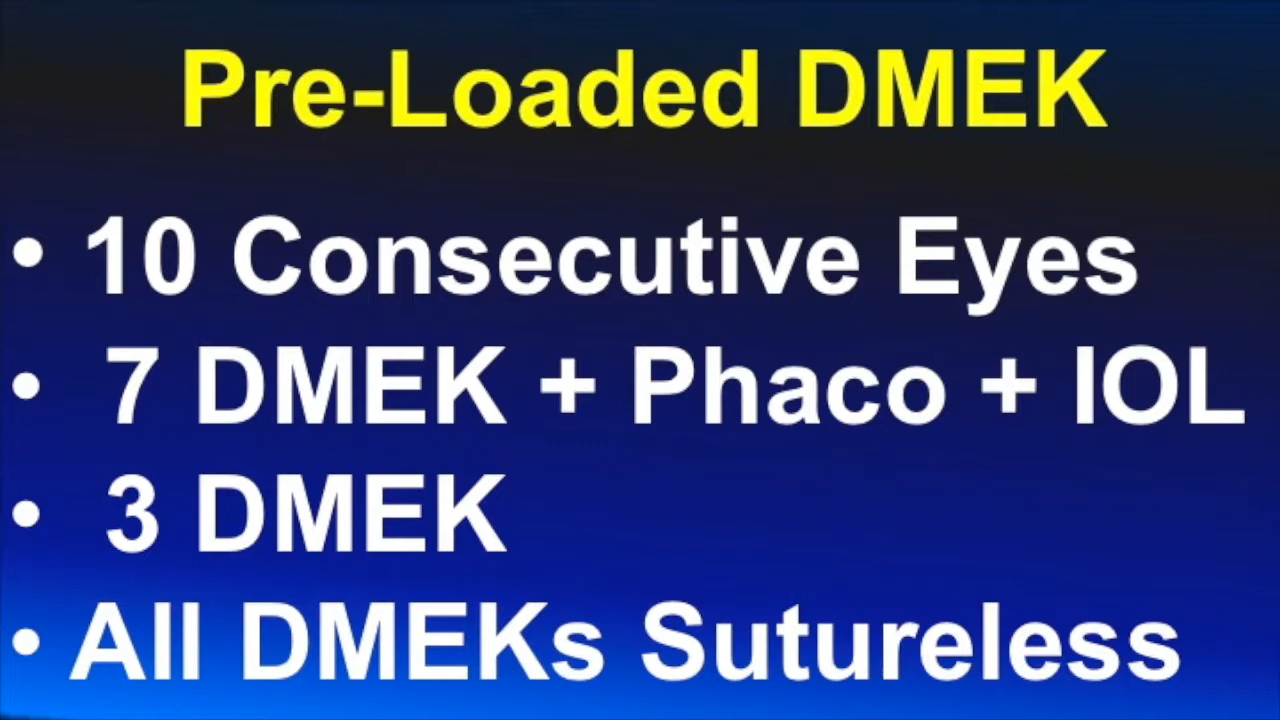 Pre-Loaded DMEK
• 10 Consecutive Eyes
• 7 DMEK + Phaco + IOL
• 3 DMEK
• All DMEKs Sutureless